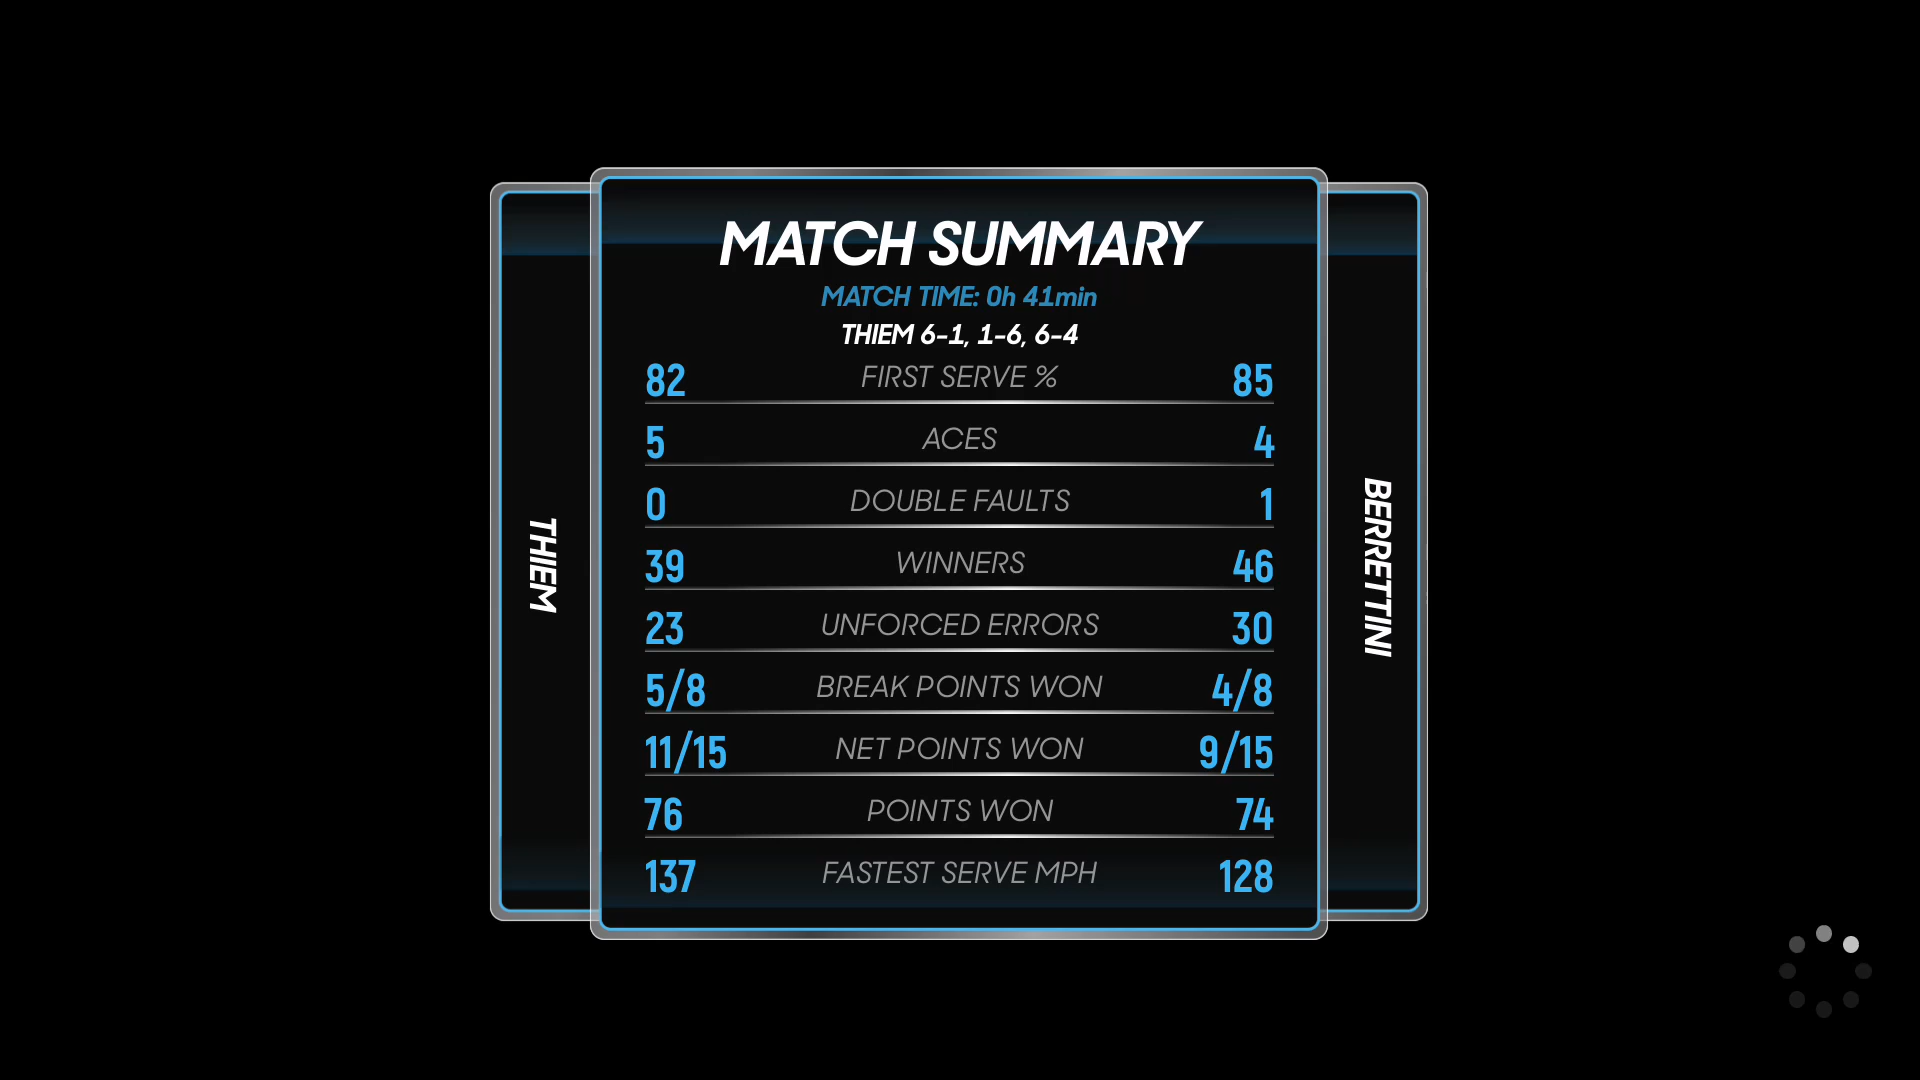 MATCH SUMMARY
MATCH TIME: 0h 41min
THIEM 6-1, 1-6, 6-4
82 FIRST SERVE % 85
5 ACES 4
0 DOUBLE FAULTS 1
39 WINNERS 46
23 UNFORCED ERRORS 30
5/8 BREAK POINTS WON 4/8
11/15 NET POINTS WON 9/15
76 POINTS WON 74
137 FASTEST SERVE MPH 128
THIEM
BERRETTINI